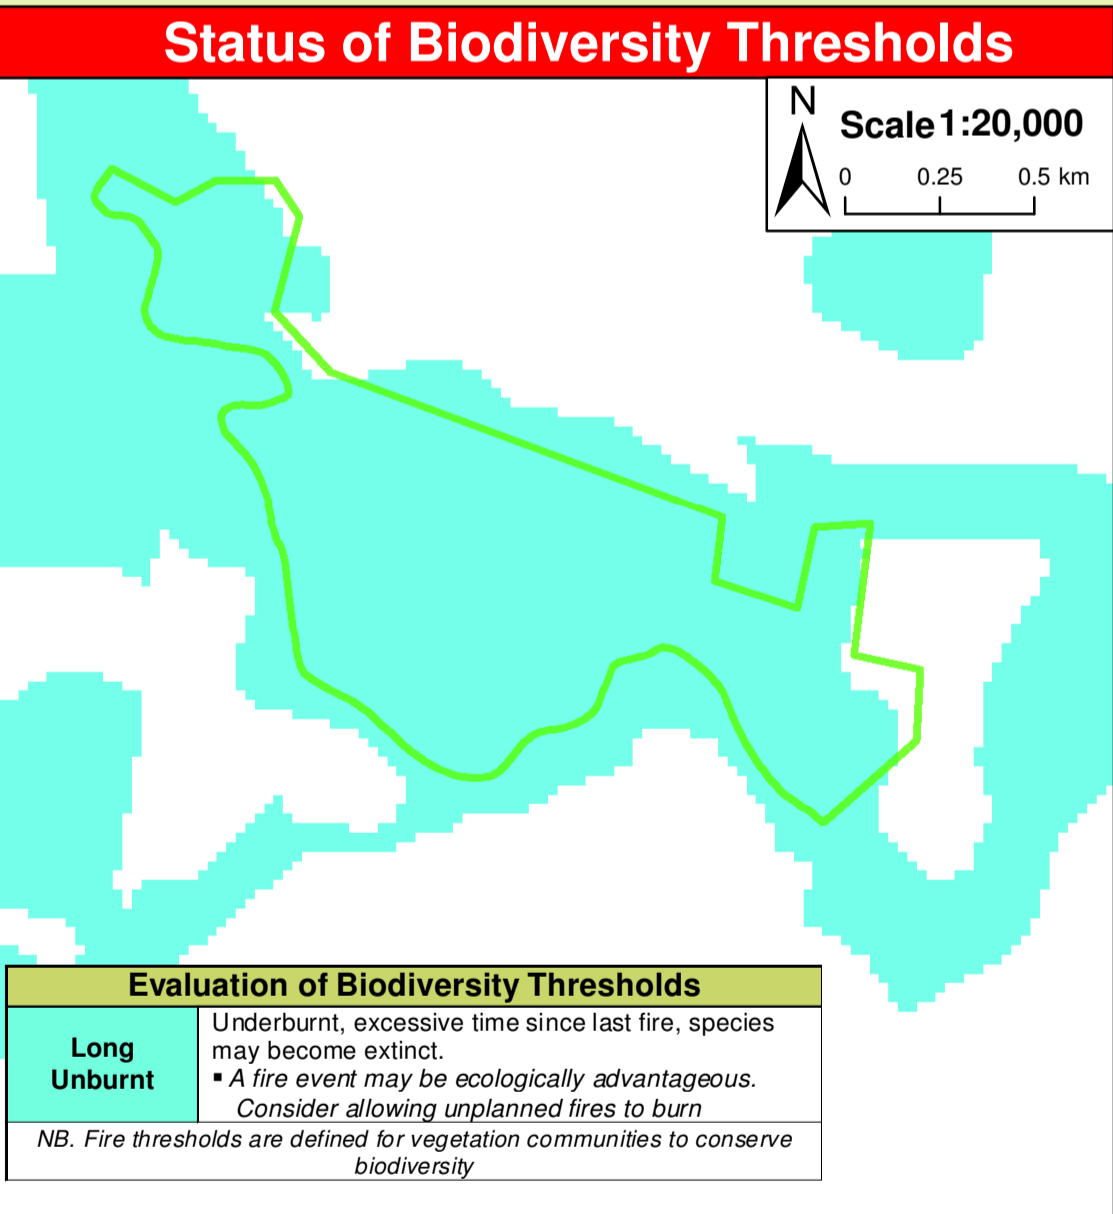 Status of Biodiversity Thresholds
N
Scale 1:20,000
0 0.25 0.5 km
Evaluation of Biodiversity Thresholds
Long
Unburnt
Underburnt, excessive time since last fire, species
may become extinct.
▪ A fire event may be ecologically advantageous.
Consider allowing unplanned fires to burn
NB. Fire thresholds are defined for vegetation communities to conserve
biodiversity